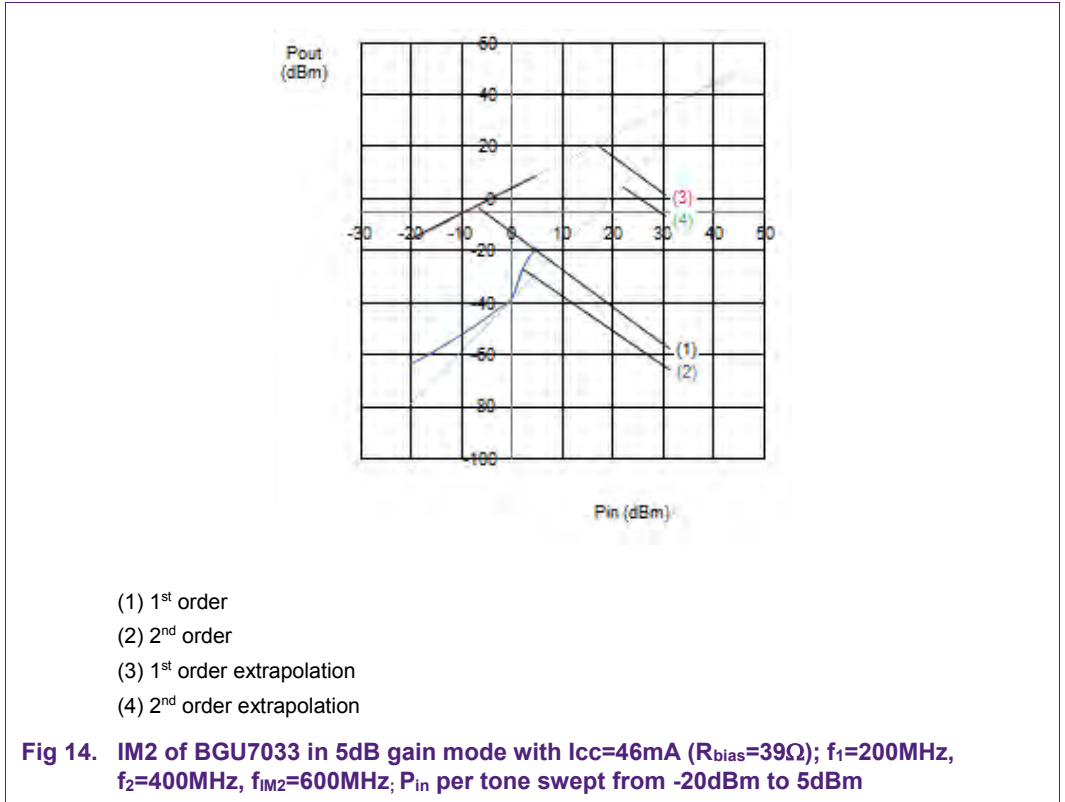 Pout
(dBm)
60
40
20
0
-20
-40
-60
-80
-100
-30 -20 -10 0 10 20 30 40 50
(3)
(4)
(1)
(2)
Pin (dBm)
(1) 1st order
(2) 2nd order
(3) 1st order extrapolation
(4) 2nd order extrapolation
Fig 14. IM2 of BGU7033 in 5dB gain mode with Icc=46mA (Rbias=39Ω); f1=200MHz,
f2=400MHz, fIM2=600MHz; Pin per tone swept from -20dBm to 5dBm